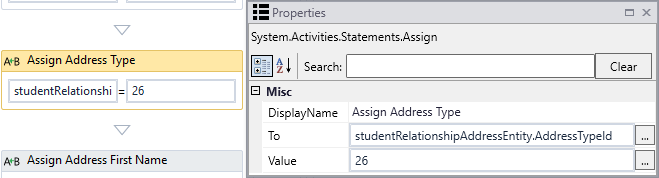 A+B Assign Address Type
studentRelationshi = 26
A+B Assign Address First Name
Properties
System.Activities.Statements.Assign
A Z Search: Clear
Misc
DisplayName Assign Address Type
To studentRelationshipAddressEntity.AddressTypeId ...
Value 26 ...